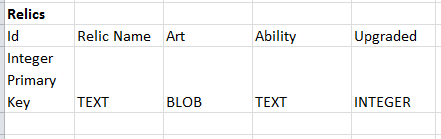 Relics
Id Relic Name Art Ability Upgraded
Integer
Primary
Key TEXT BLOB TEXT INTEGER